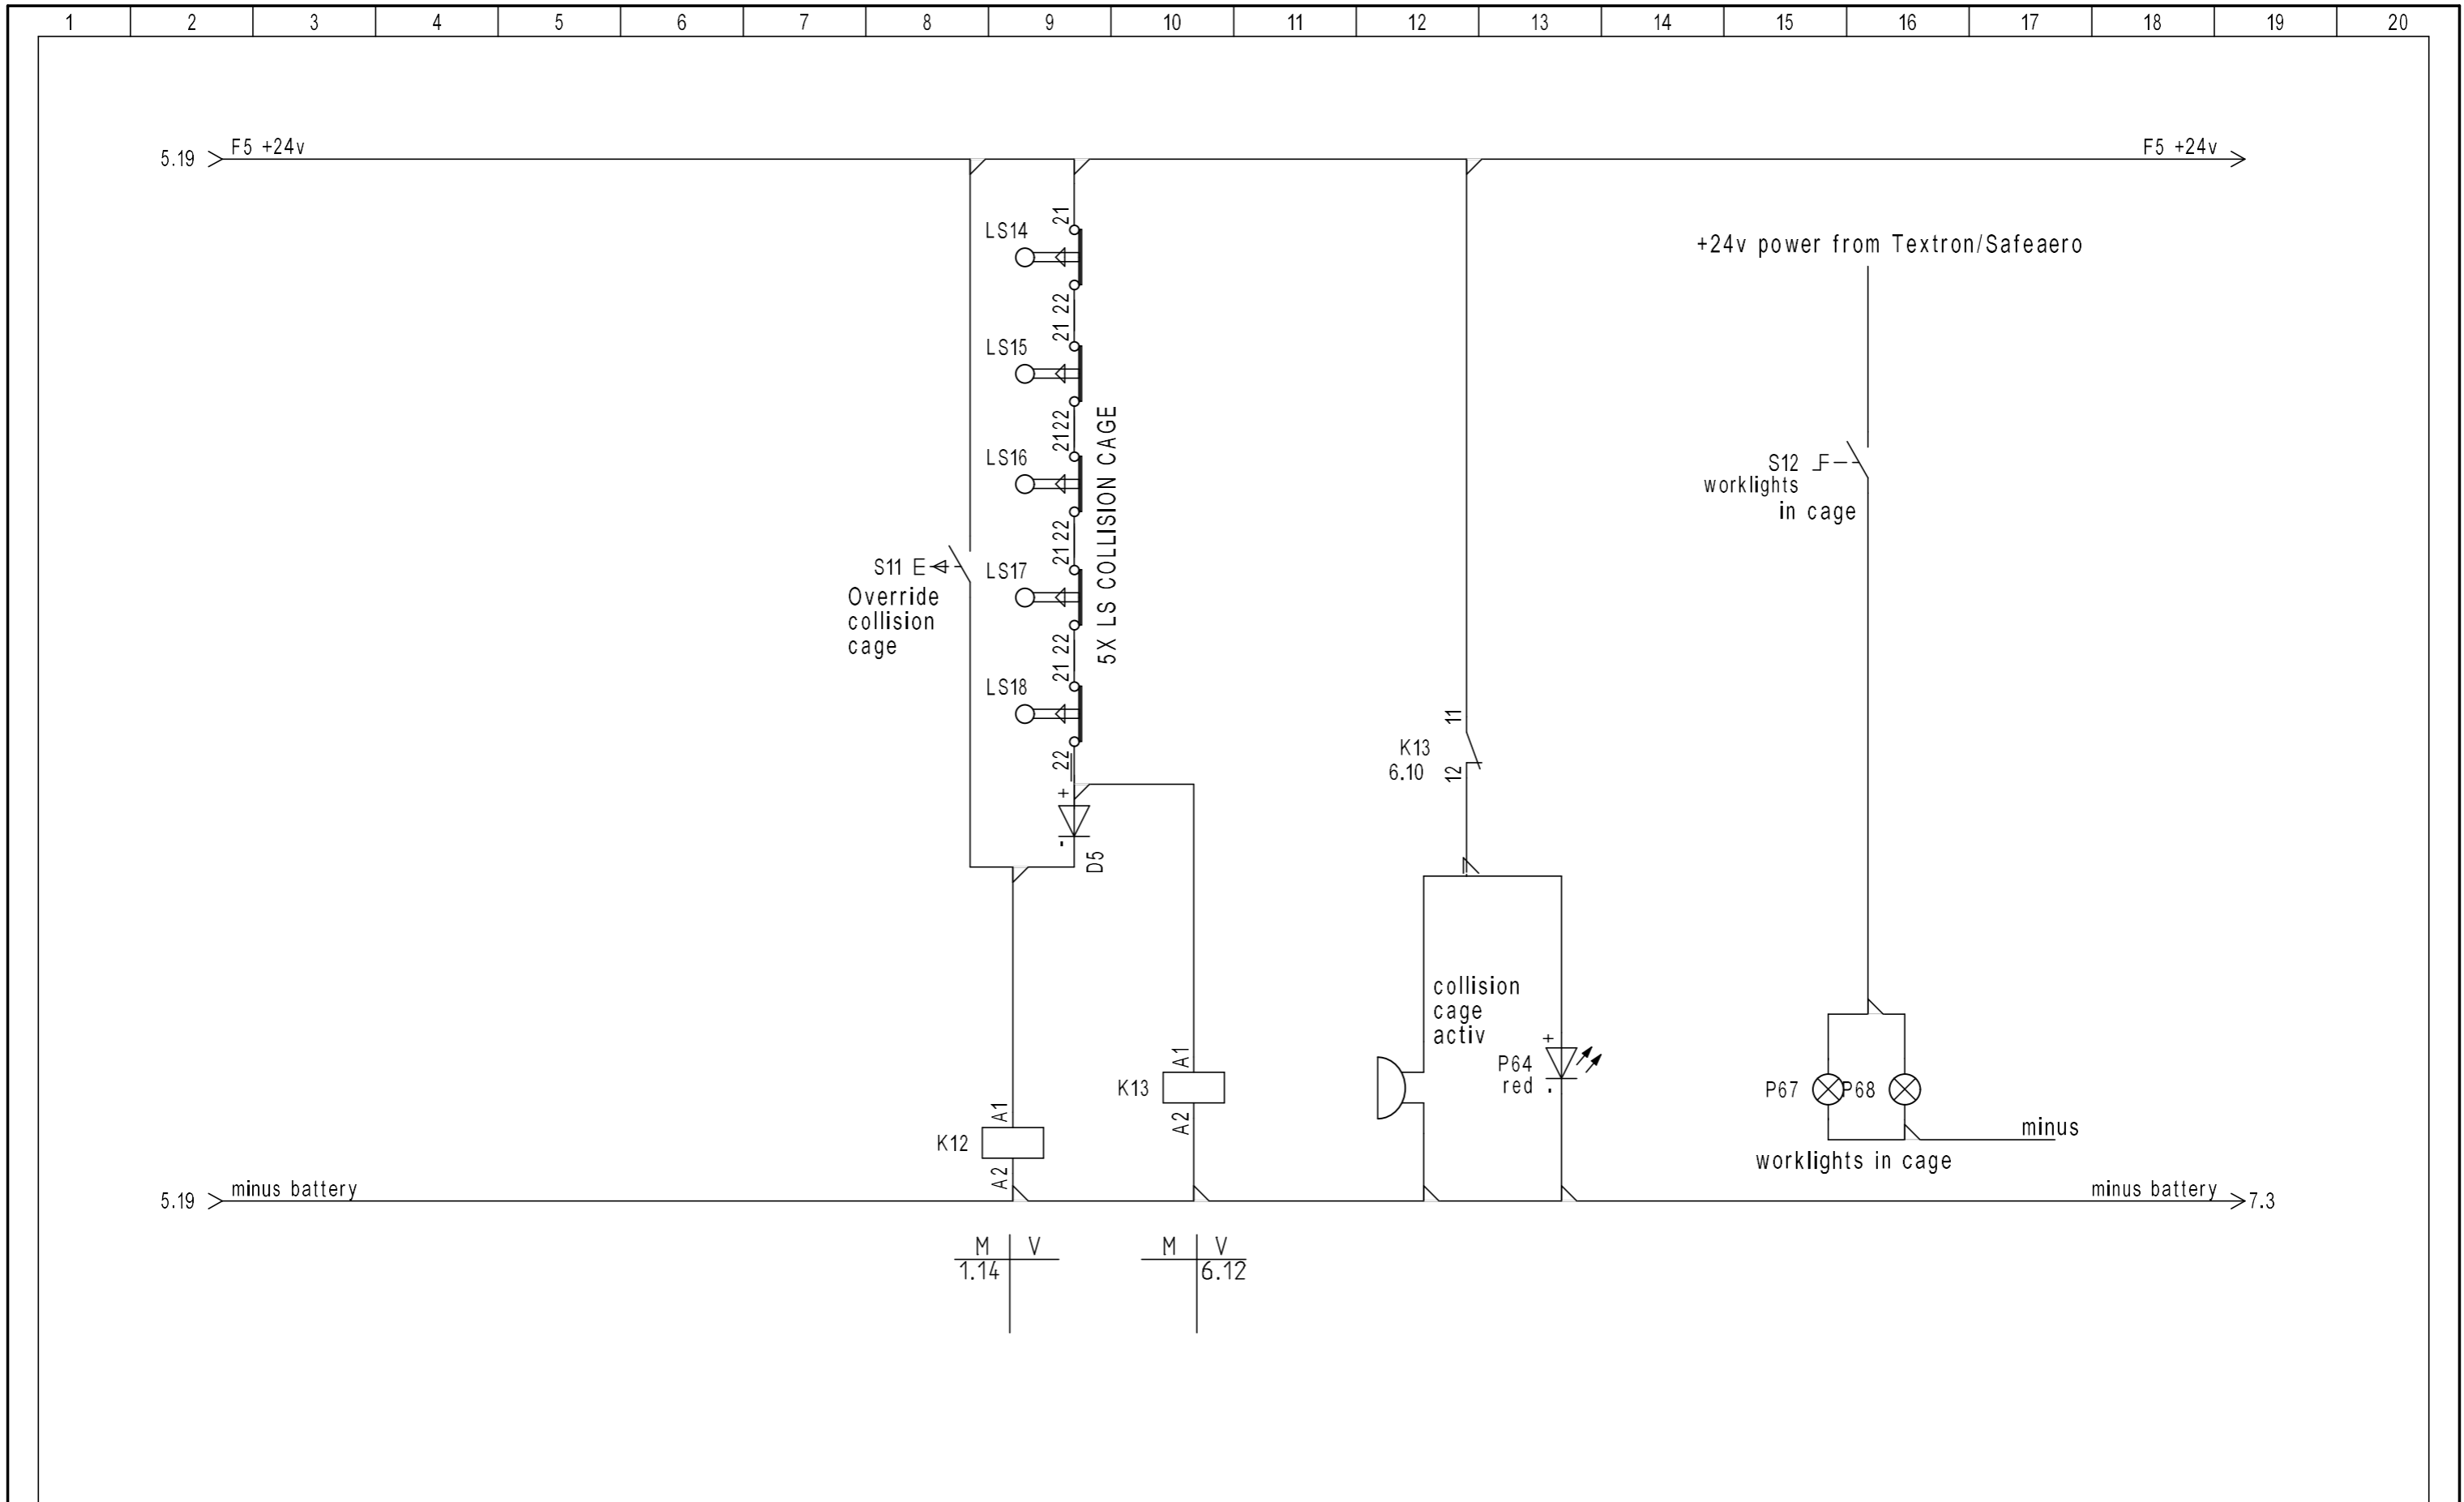 1 2 3 4 5 6 7 8 9 10 11 12 13 14 15 16 17 18 19 20
5.19 F5 +24v
F5 +24v
+24v power from Textron/Safeaero
LS14
21
22
LS15
21
22
LS16
21
22
LS17
21
22
LS18
21
22
5X LS COLLISION CAGE
S11
Override
collision
cage
+
-
D5
S12
worklights
in cage
K13
6.10
11
12
collision
cage
activ
P64
red
+
-
K12
A1
A2
K13
A1
A2
P67
P68
minus
worklights in cage
5.19 minus battery
minus battery 7.3
M V
1.14
M V
6.12